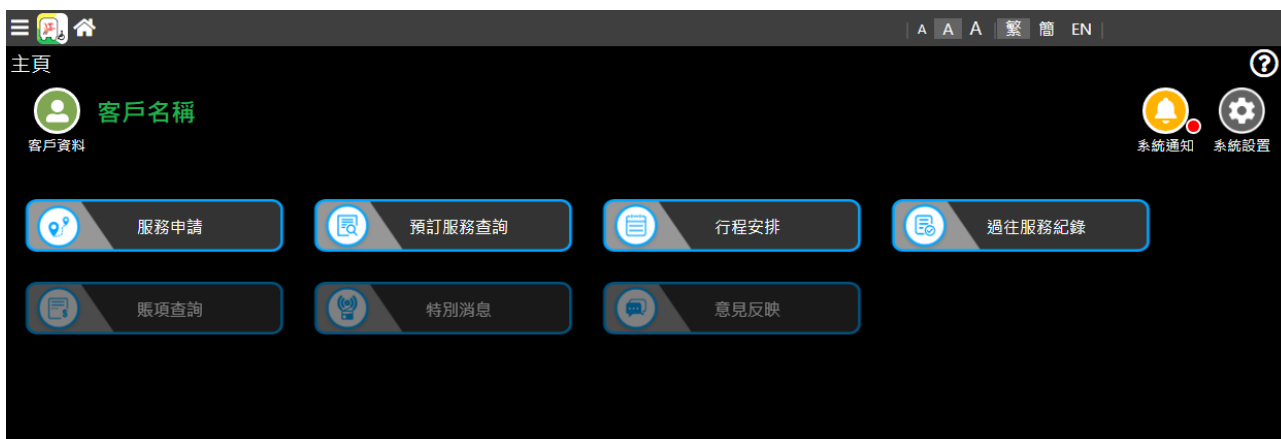 A A A 繁 簡 EN
主頁
客戶名稱
客戶資料
系統通知 系統設置
服務申請 預訂服務查詢 行程安排 過往服務紀錄
賬項查詢 特別消息 意見反映